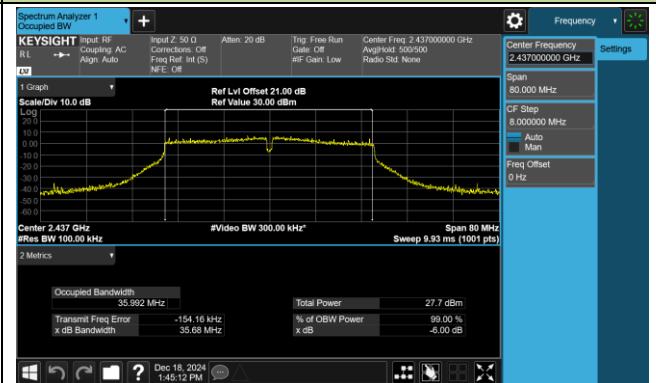 Spectrum Analyzer 1
Occupied BW
+
Frequency
KEYSIGHT
Input: RF
Input Z: 50 Ω
Atten: 20 dB
Trig: Free Run
Center Freq: 2.437000000 GHz
R L
Coupling: AC
Corrections: Off
Gate: Off
Avg|Hold: 500/500
Align: Auto
Freq Ref: Int (S)
#IF Gain: Low
Radio Std: None
NFE: Off
Center Frequency
2.437000000 GHz
Settings
Span
80.000 MHz
CF Step
8.000000 MHz
Auto
Man
Freq Offset
0 Hz
1 Graph
Ref Lvl Offset 21.00 dB
Scale/Div 10.0 dB
Ref Value 30.00 dBm
Log
20.0
10.0
0.00
-10.0
-20.0
-30.0
-40.0
-50.0
-60.0
Center 2.437 GHz
#Video BW 300.00 kHz*
Span 80 MHz
#Res BW 100.00 kHz
Sweep 9.93 ms (1001 pts)
2 Metrics
Occupied Bandwidth
35.992 MHz
Total Power
27.7 dBm
Transmit Freq Error
-154.16 kHz
% of OBW Power
99.00 %
x dB Bandwidth
35.68 MHz
x dB
-6.00 dB
?
Dec 18, 2024
1:45:12 PM